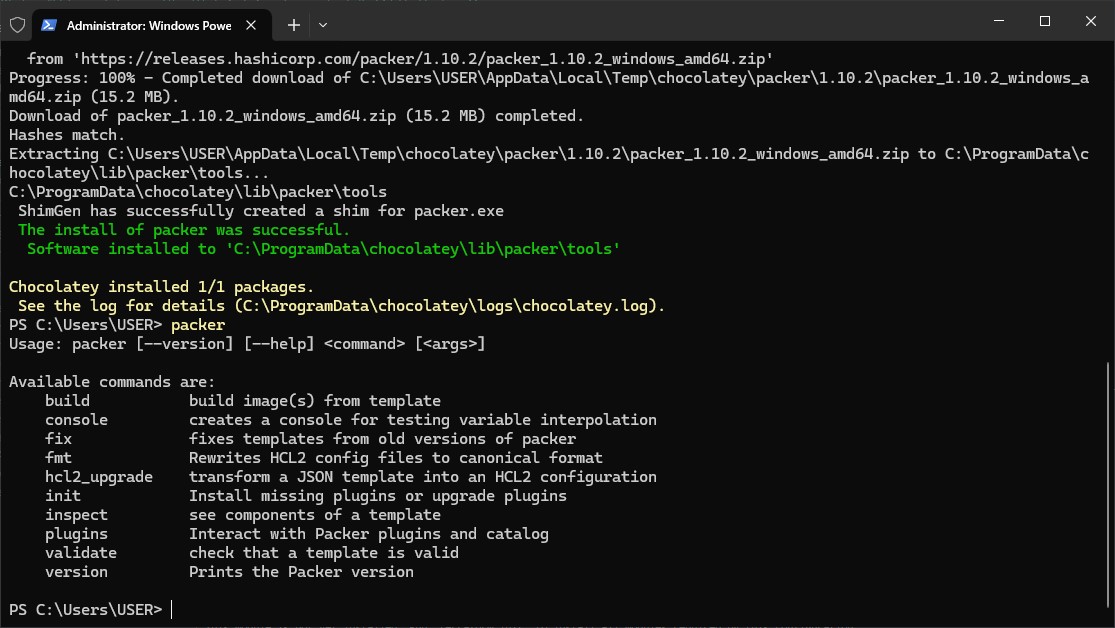 Administrator: Windows Powe
from 'https://releases.hashicorp.com/packer/1.10.2/packer_1.10.2_windows_amd64.zip'
Progress: 100% - Completed download of C:\Users\USER\AppData\Local\Temp\chocolatey\packer\1.10.2\packer_1.10.2_windows_a
md64.zip (15.2 MB).
Download of packer_1.10.2_windows_amd64.zip (15.2 MB) completed.
Hashes match.
Extracting C:\Users\USER\AppData\Local\Temp\chocolatey\packer\1.10.2\packer_1.10.2_windows_amd64.zip to C:\ProgramData\c
hocolatey\lib\packer\tools...
C:\ProgramData\chocolatey\lib\packer\tools
ShimGen has successfully created a shim for packer.exe
The install of packer was successful.
Software installed to 'C:\ProgramData\chocolatey\lib\packer\tools'
Chocolatey installed 1/1 packages.
See the log for details (C:\ProgramData\chocolatey\logs\chocolatey.log).
PS C:\Users\USER> packer
Usage: packer [--version] [--help] <command> [<args>]
Available commands are:
build build image(s) from template
console creates a console for testing variable interpolation
fix fixes templates from old versions of packer
fmt Rewrites HCL2 config files to canonical format
hcl2_upgrade transform a JSON template into an HCL2 configuration
init Install missing plugins or upgrade plugins
inspect see components of a template
plugins Interact with Packer plugins and catalog
validate check that a template is valid
version Prints the Packer version
PS C:\Users\USER>